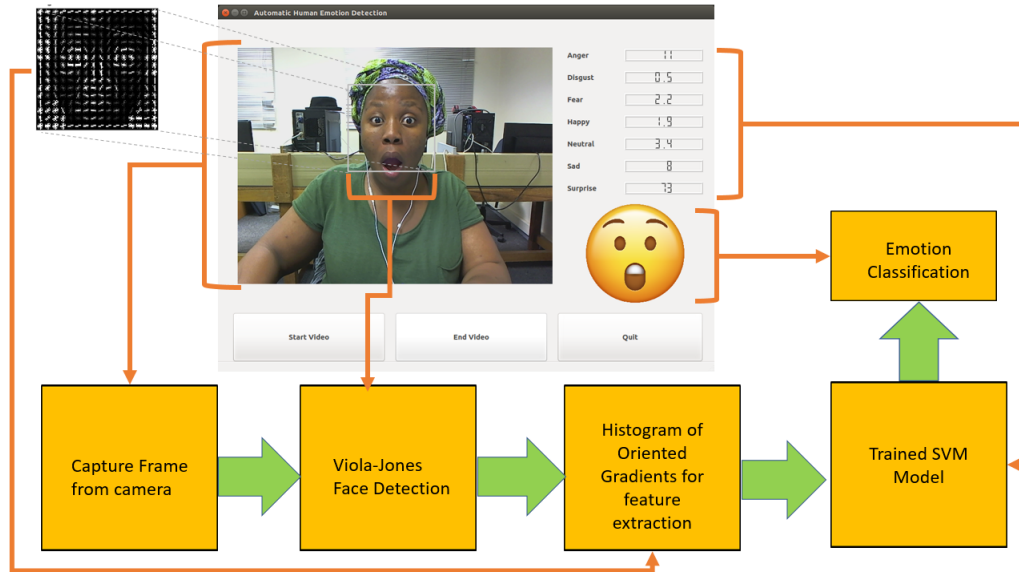 Automatic Human Emotion Detection
Anger 11
Disgust 0.5
Fear 2.2
Happy 1.9
Neutral 3.4
Sad 8
Surprise 73
Start Video
End Video
Quit
Emotion
Classification
Capture Frame
from camera
Viola-Jones
Face Detection
Histogram of
Oriented
Gradients for
feature
extraction
Trained SVM
Model